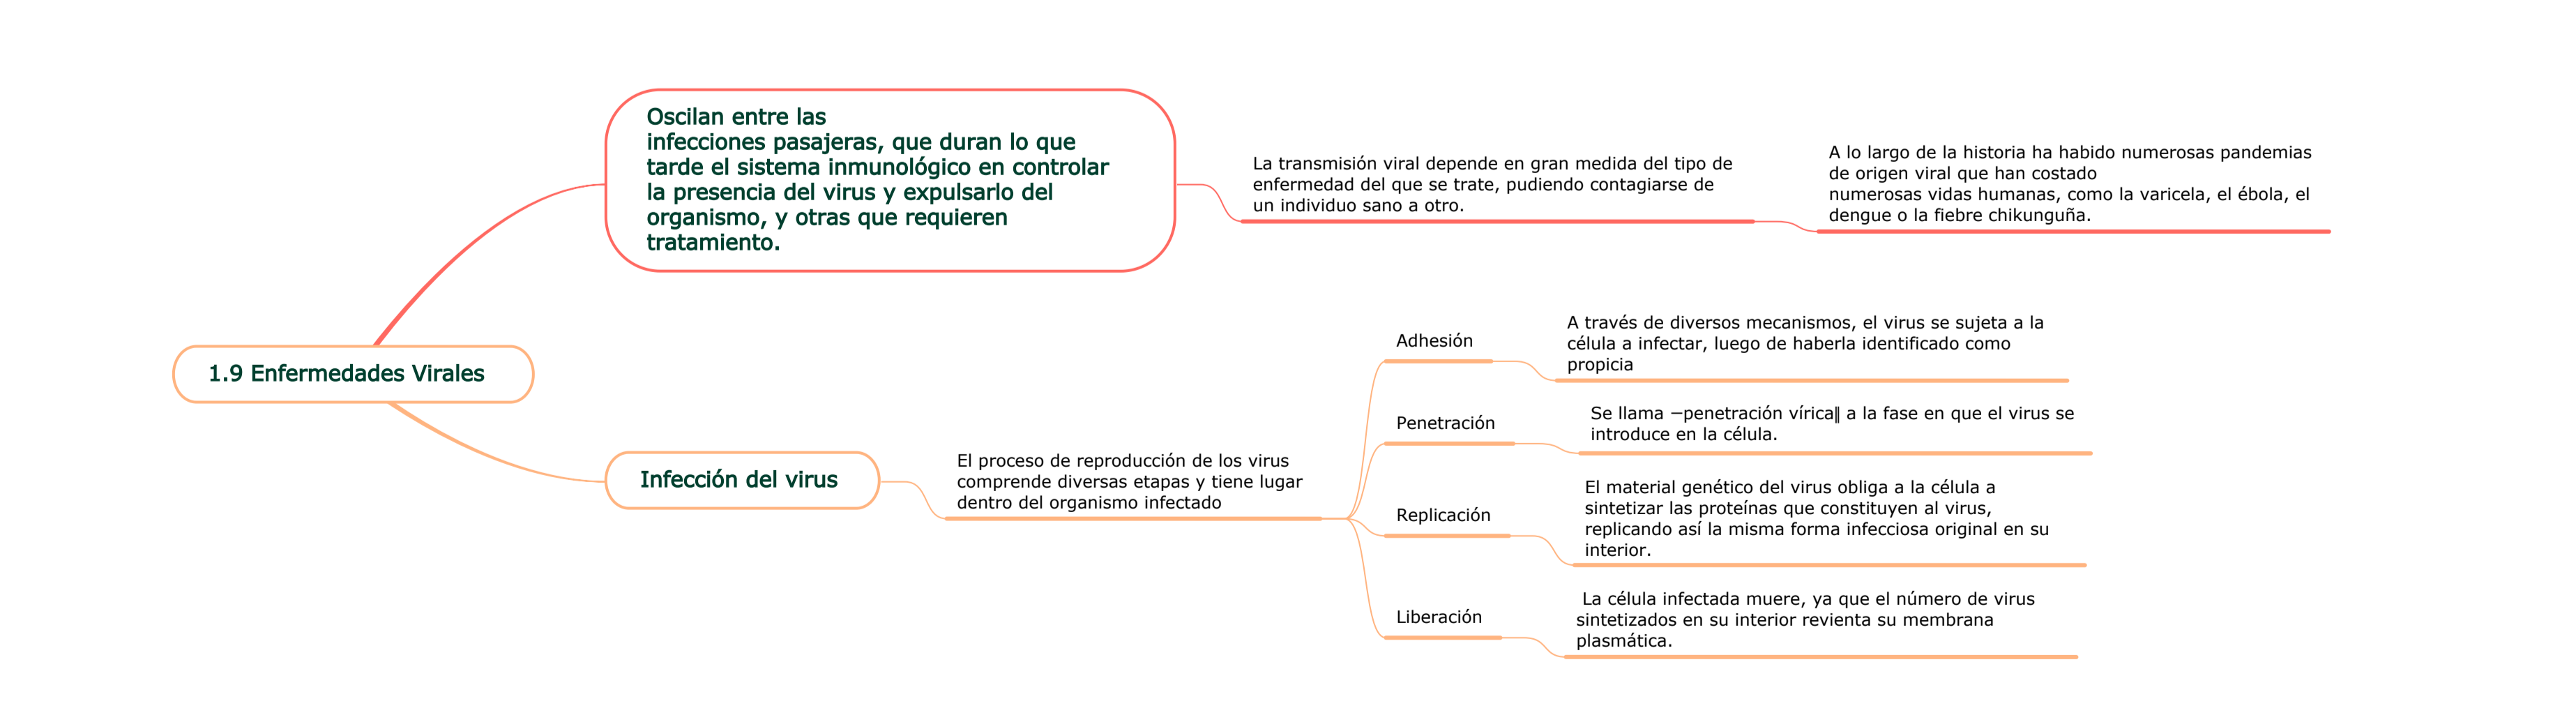 1.9 Enfermedades Virales
Oscilan entre las
infecciones pasajeras, que duran lo que
tarde el sistema inmunológico en controlar
la presencia del virus y expulsarlo del
organismo, y otras que requieren
tratamiento.
La transmisión viral depende en gran medida del tipo de
enfermedad del que se trate, pudiendo contagiarse de
un individuo sano a otro.
A lo largo de la historia ha habido numerosas pandemias
de origen viral que han costado
numerosas vidas humanas, como la varicela, el ébola, el
dengue o la fiebre chikunguña.
Infección del virus
El proceso de reproducción de los virus
comprende diversas etapas y tiene lugar
dentro del organismo infectado
Adhesión
A través de diversos mecanismos, el virus se sujeta a la
célula a infectar, luego de haberla identificado como
propicia
Penetración
Se llama ―penetración vírica‖ a la fase en que el virus se
introduce en la célula.
Replicación
El material genético del virus obliga a la célula a
sintetizar las proteínas que constituyen al virus,
replicando así la misma forma infecciosa original en su
interior.
Liberación
La célula infectada muere, ya que el número de virus
sintetizados en su interior revienta su membrana
plasmática.